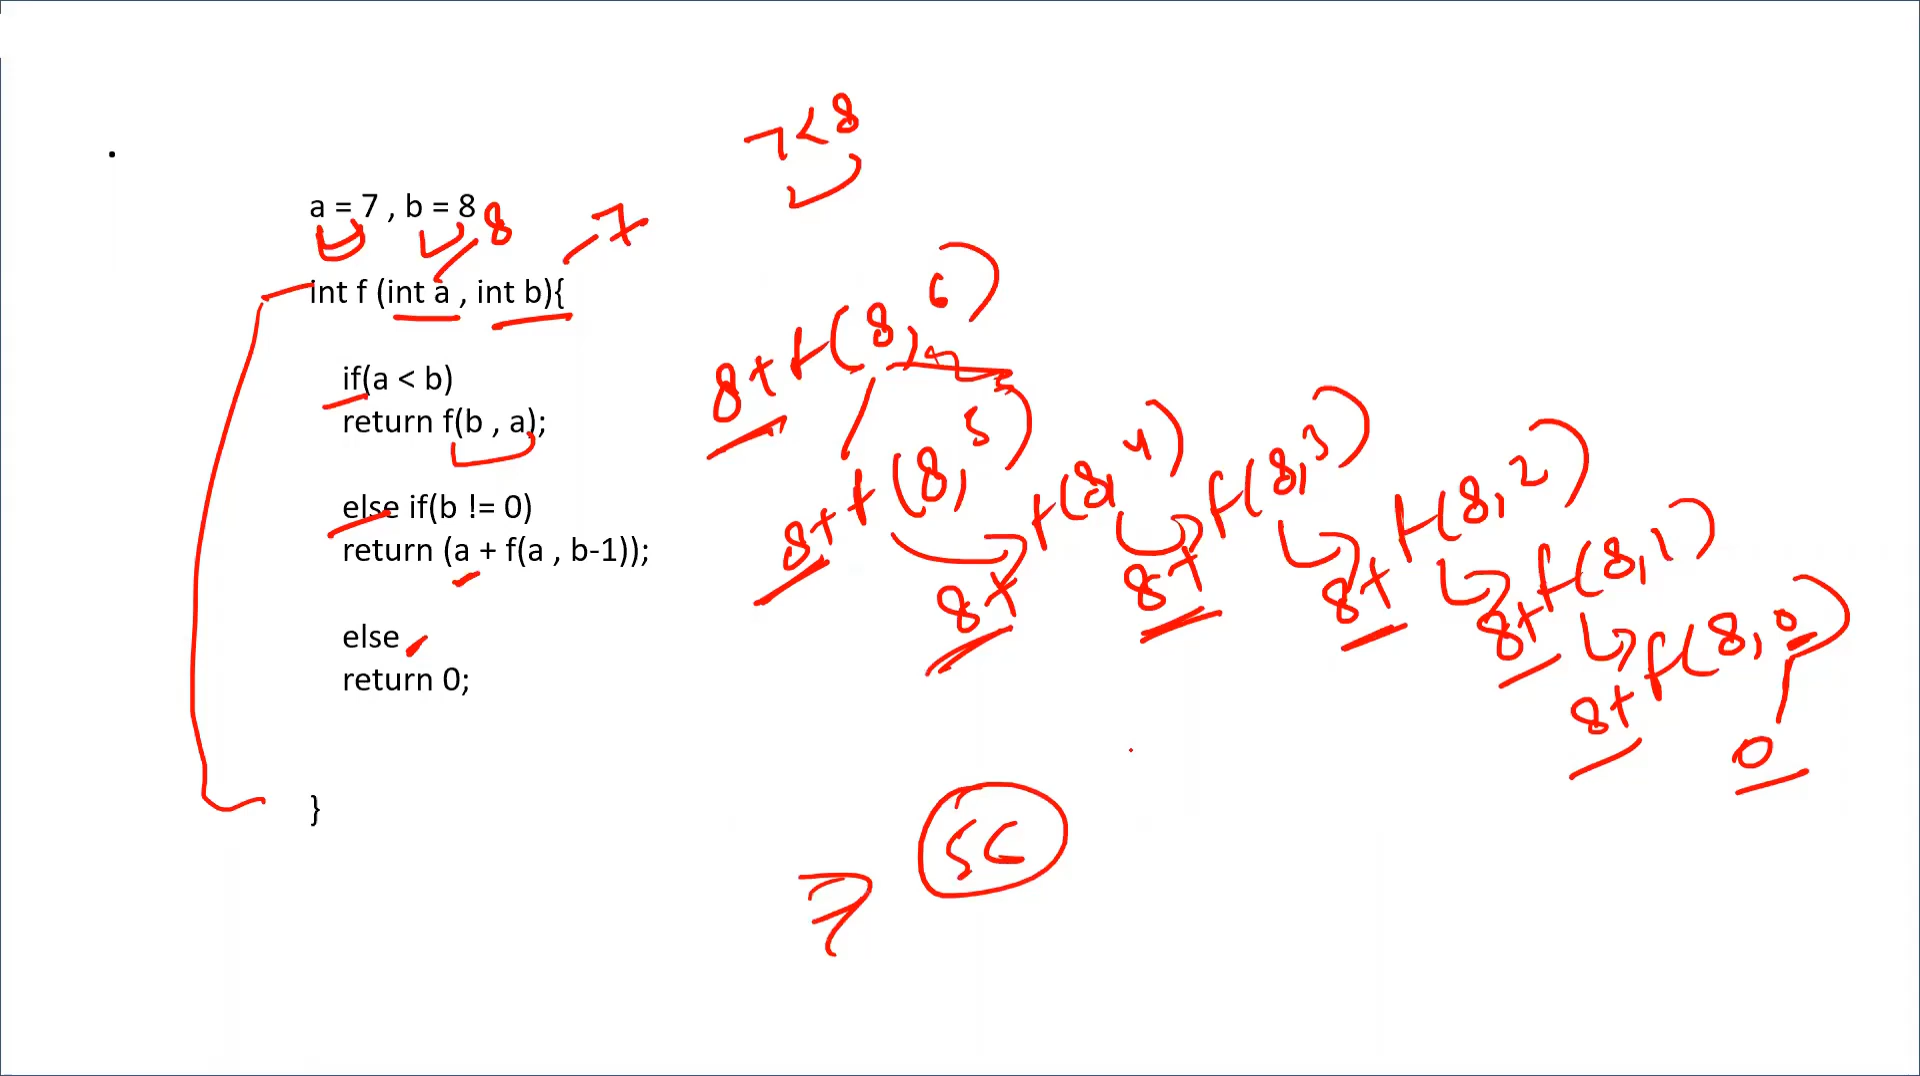 7<8
a = 7 , b = 8
8 7
int f (int a , int b){
8+f(8,6)
if(a < b)
return f(b , a);
8+f(8,5)
8+f(8,4)
8+f(8,3)
8+f(8,2)
else if(b != 0)
return (a + f(a , b-1));
8+f(8,1)
8+f(8,0)
0
else
return 0;
}
56
7